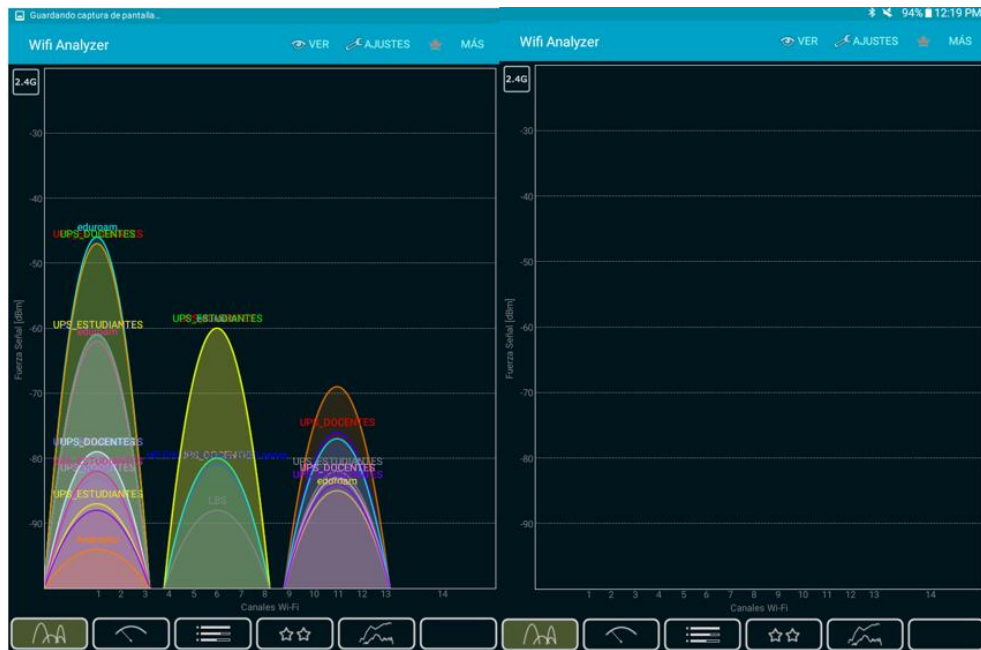 Guardando captura de pantalla...
Wifi Analyzer
VER
AJUSTES
MÁS
2.4G
-30
-40
-50
-60
-70
-80
-90
Fuerza Señal [dBm]
eduroam
UPS_DOCENTES
UPS_ESTUDIANTES
eduroam
UPS_DOCENTES
UPS_ESTUDIANTES
UPS_ESTUDIANTES
LBS
UPS_DOCENTES
UPS_ESTUDIANTES
UPS_DOCENTES
eduroam
1 2 3 4 5 6 7 8 9 10 11 12 13 14
Canales Wi-Fi
94% 12:19 PM
Wifi Analyzer
VER
AJUSTES
MÁS
2.4G
-30
-40
-50
-60
-70
-80
-90
Fuerza Señal [dBm]
1 2 3 4 5 6 7 8 9 10 11 12 13 14
Canales Wi-Fi